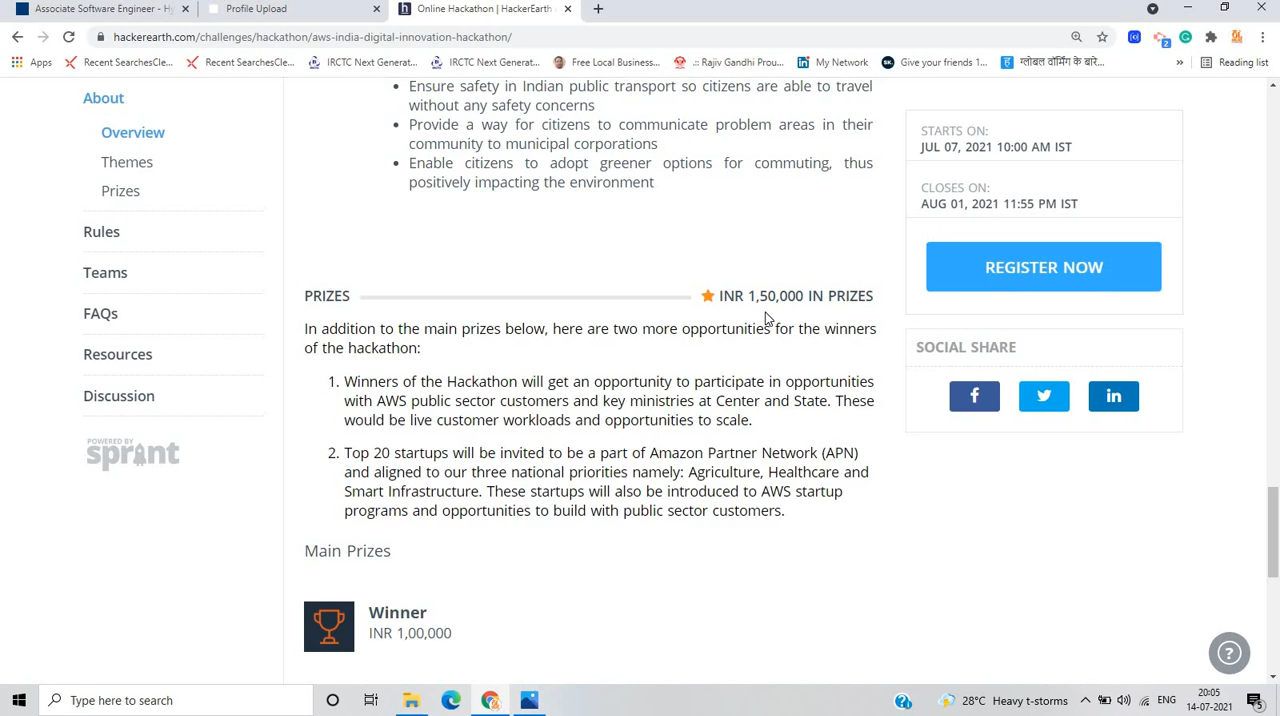 Associate Software Engineer - Hy
Profile Upload
Online Hackathon | HackerEarth
hackerearth.com/challenges/hackathon/aws-india-digital-innovation-hackathon/
Apps
Recent SearchesCle...
Recent SearchesCle...
IRCTC Next Generat...
IRCTC Next Generat...
Free Local Business...
.:: Rajiv Gandhi Prou...
My Network
Give your friends 1...
ग्लोबल वॉर्मिंग के बारे...
»
Reading list
About
Overview
Themes
Prizes
Rules
Teams
FAQs
Resources
Discussion
POWERED BY
sprint
• Ensure safety in Indian public transport so citizens are able to travel
without any safety concerns
• Provide a way for citizens to communicate problem areas in their
community to municipal corporations
• Enable citizens to adopt greener options for commuting, thus
positively impacting the environment
PRIZES
INR 1,50,000 IN PRIZES
In addition to the main prizes below, here are two more opportunities for the winners
of the hackathon:
1. Winners of the Hackathon will get an opportunity to participate in opportunities
with AWS public sector customers and key ministries at Center and State. These
would be live customer workloads and opportunities to scale.
2. Top 20 startups will be invited to be a part of Amazon Partner Network (APN)
and aligned to our three national priorities namely: Agriculture, Healthcare and
Smart Infrastructure. These startups will also be introduced to AWS startup
programs and opportunities to build with public sector customers.
Main Prizes
Winner
INR 1,00,000
STARTS ON:
JUL 07, 2021 10:00 AM IST
CLOSES ON:
AUG 01, 2021 11:55 PM IST
REGISTER NOW
SOCIAL SHARE
Type here to search
28°C Heavy t-storms
ENG
20:05
14-07-2021
5